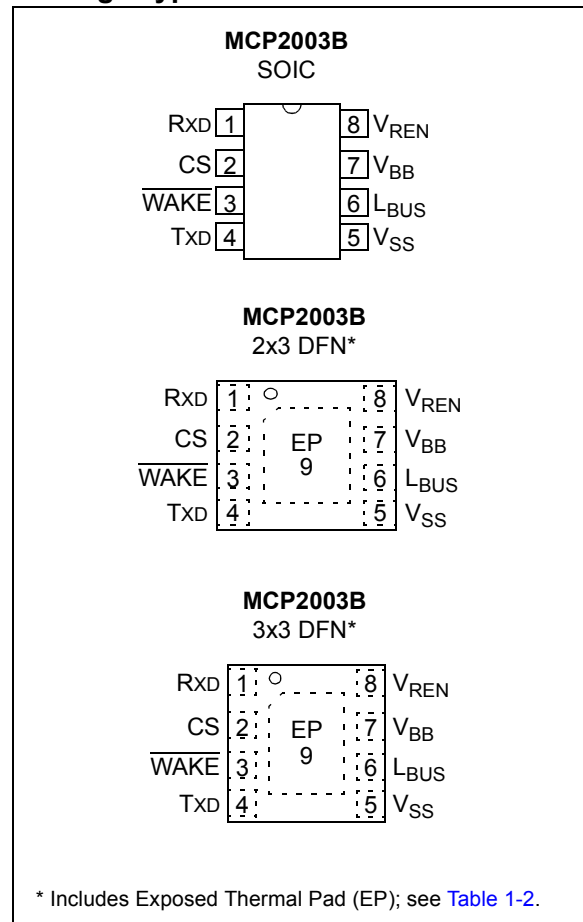 MCP2003B
SOIC
RXD 1 8 VREN
CS 2 7 VBB
WAKE 3 6 LBUS
TXD 4 5 VSS
MCP2003B
2x3 DFN*
RXD 1 8 VREN
CS 2 EP 7 VBB
9
WAKE 3 6 LBUS
TXD 4 5 VSS
MCP2003B
3x3 DFN*
RXD 1 8 VREN
CS 2 EP 7 VBB
9
WAKE 3 6 LBUS
TXD 4 5 VSS
* Includes Exposed Thermal Pad (EP); see Table 1-2.